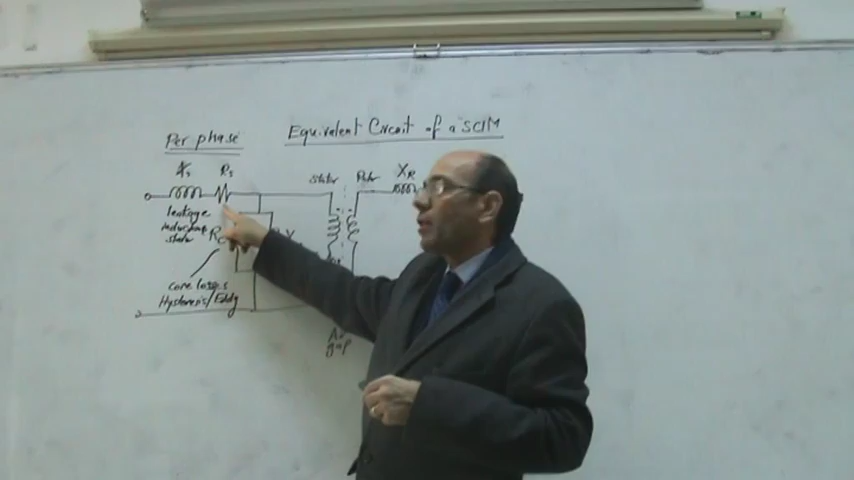 Per phase
Equivalent Circuit of a SCIM
Xs
Rs
Stator
Rotor
XR
leakage
stator
Rc
X
core losses
Hysteresis/Eddy
Air
gap